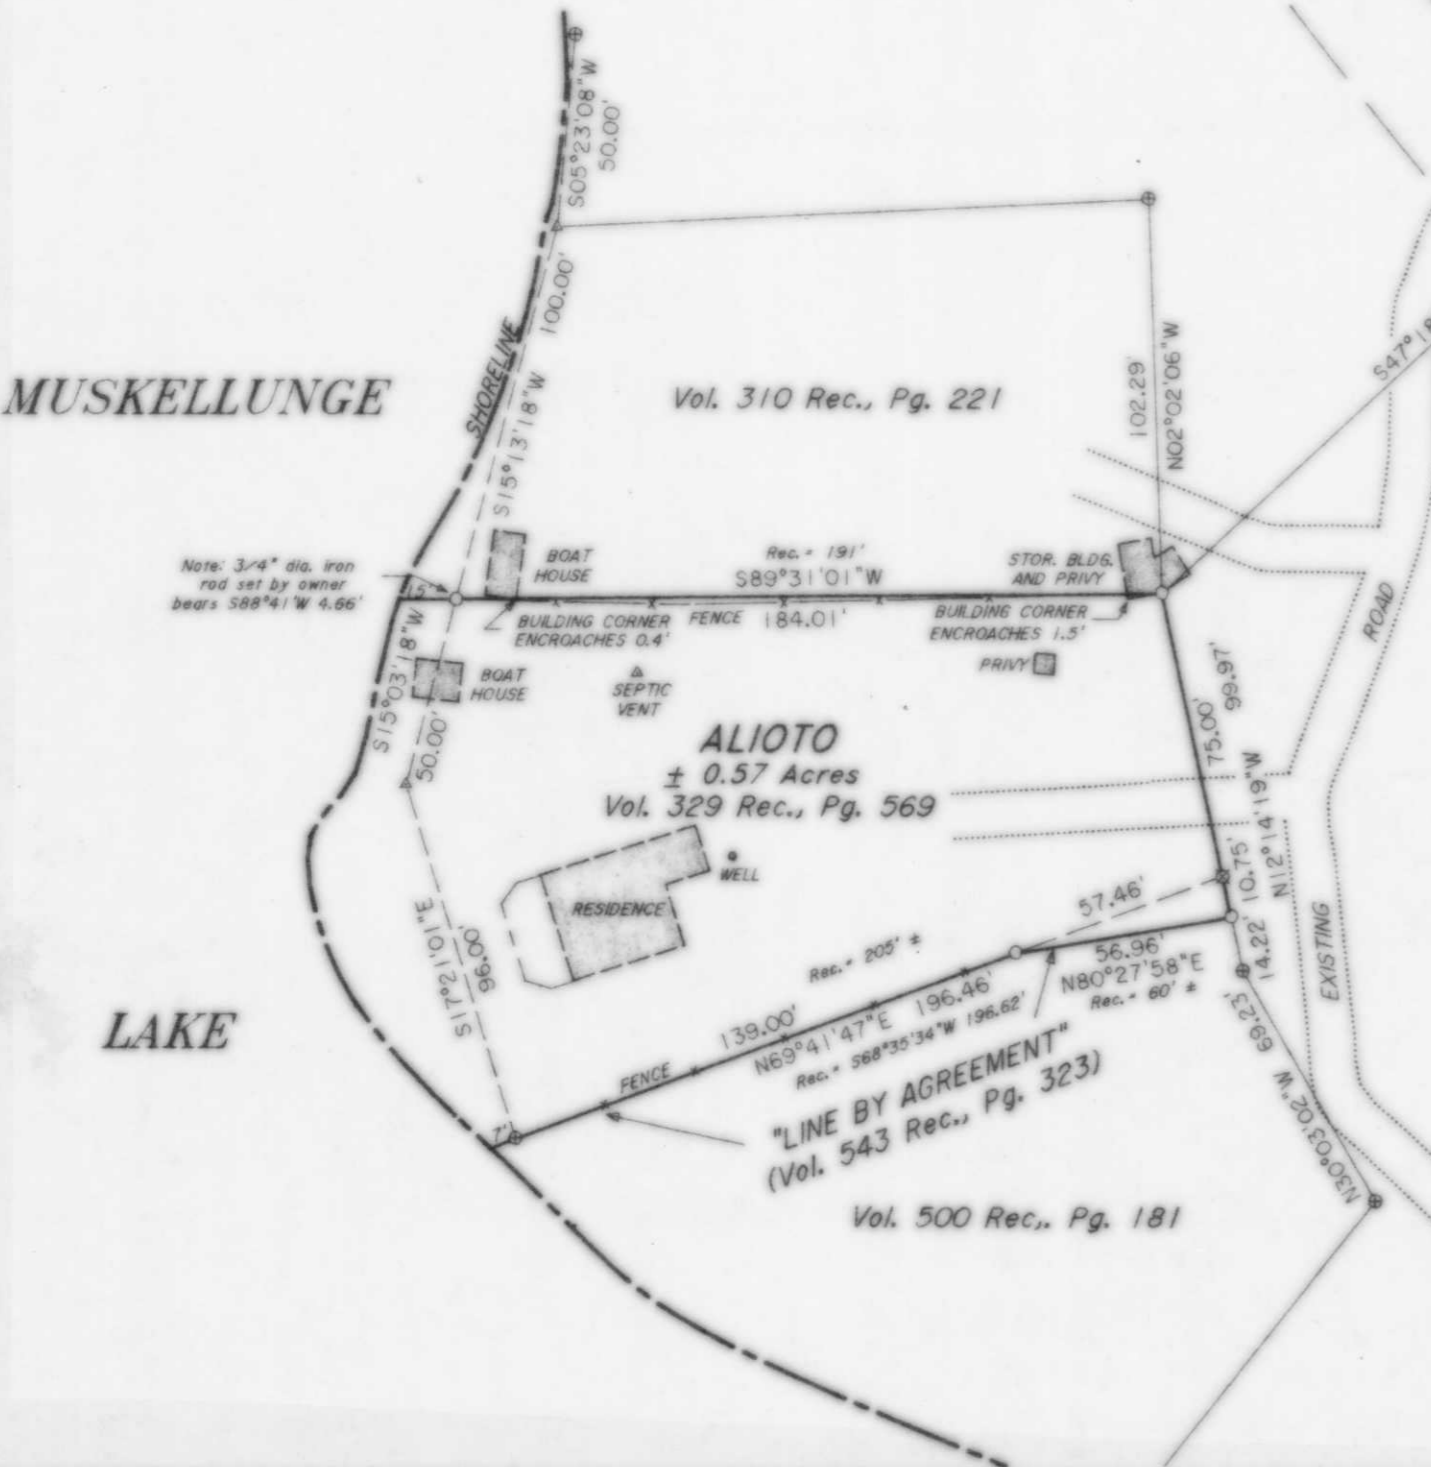 S05°23'08"W
50.00'
100.00'
SHORELINE
MUSKELLUNGE
S15°13'18"W
Vol. 310 Rec., Pg. 221
102.29'
N02°02'06"W
S47°18
Note: 3/4" dia. iron
rod set by owner
bears S88°41'W 4.66'
15'
BOAT
HOUSE
Rec. = 191'
S89°31'01"W
STOR. BLDG.
AND PRIVY
BUILDING CORNER
ENCROACHES 0.4'
FENCE
184.01'
BUILDING CORNER
ENCROACHES 1.5'
ROAD
S15°03'18"W
50.00'
BOAT
HOUSE
SEPTIC
VENT
PRIVY
99.97'
75.00'
ALIOTO
± 0.57 Acres
Vol. 329 Rec., Pg. 569
N12°14'19"W
10.75'
14.22'
WELL
RESIDENCE
57.46'
S17°21'01"E
96.00'
Rec. = 205' ±
56.96'
N80°27'58"E
Rec. = 60' ±
EXISTING
LAKE
139.00'
196.46'
N69°41'47"E
Rec. = S68°35'34"W 196.62'
69.23'
N30°03'02"W
FENCE
7'
"LINE BY AGREEMENT"
(Vol. 543 Rec., Pg. 323)
Vol. 500 Rec,. Pg. 181